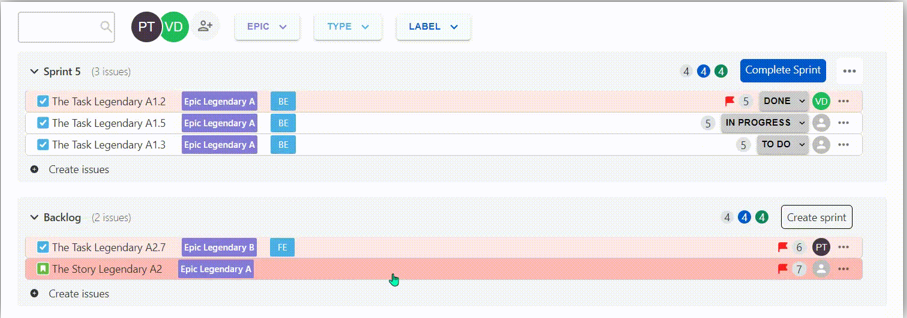 PT VD EPIC TYPE LABEL
Sprint 5 (3 issues) 4 4 4 Complete Sprint
The Task Legendary A1.2 Epic Legendary A BE 5 DONE VD
The Task Legendary A1.5 Epic Legendary A BE 5 IN PROGRESS
The Task Legendary A1.3 Epic Legendary A BE 5 TO DO
Create issues
Backlog (2 issues) 4 4 4 Create sprint
The Task Legendary A2.7 Epic Legendary B FE 6 PT
The Story Legendary A2 Epic Legendary A 7
Create issues